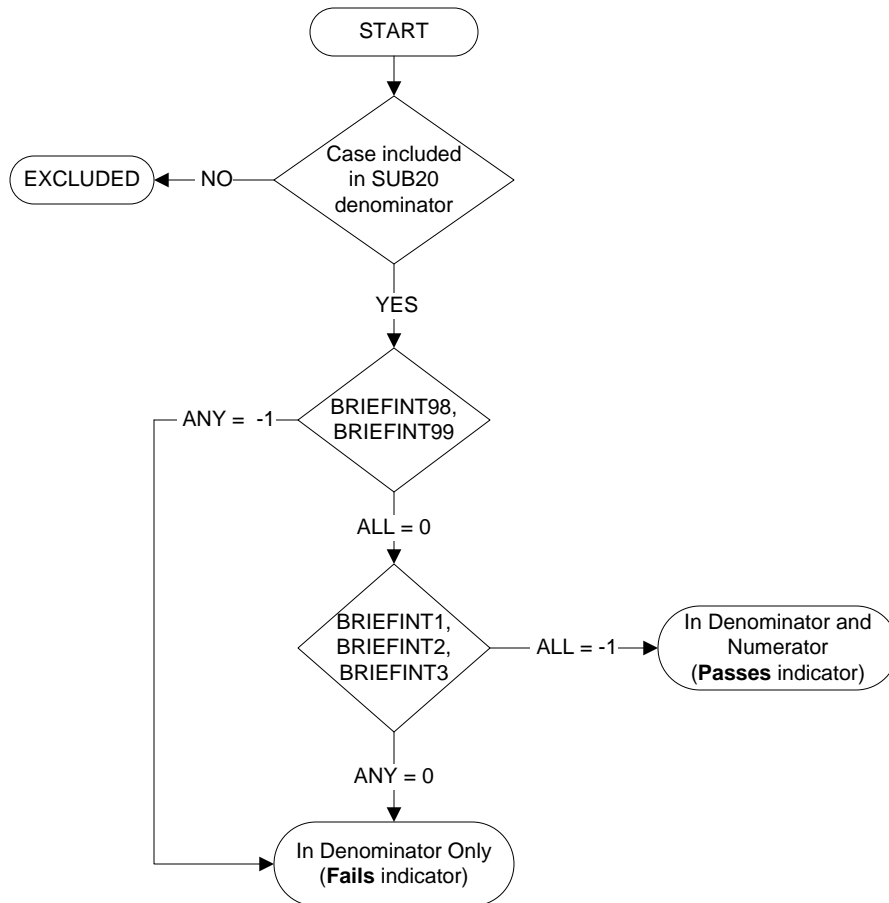 START
Case included
in SUB20
denominator
EXCLUDED
NO
YES
BRIEFINT98,
BRIEFINT99
ANY = -1
ALL = 0
BRIEFINT1,
BRIEFINT2,
BRIEFINT3
ALL = -1
In Denominator and
Numerator
(Passes indicator)
ANY = 0
In Denominator Only
(Fails indicator)